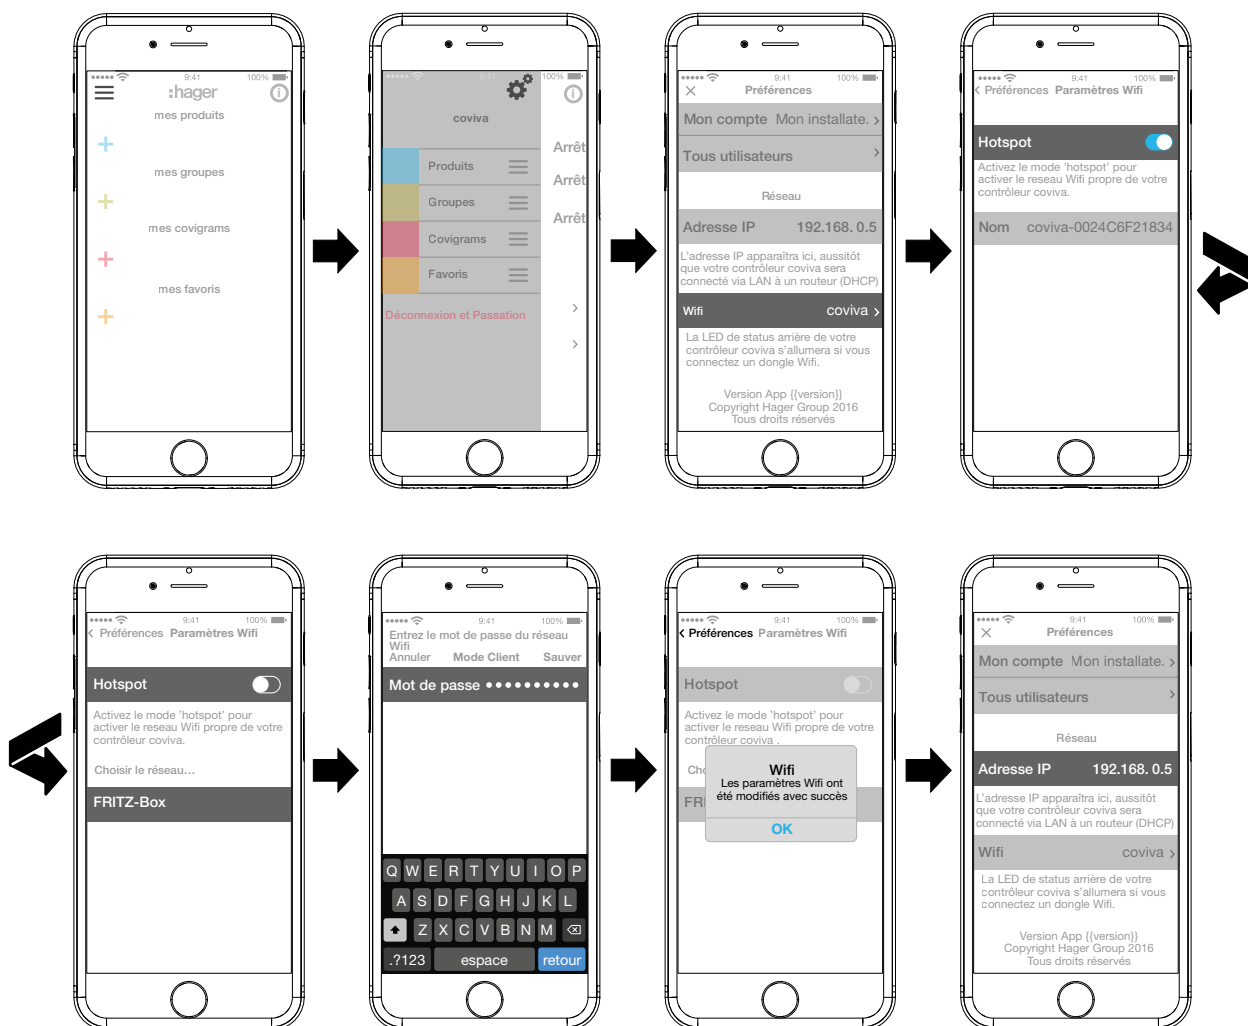 9:41 100%
:hager
mes produits
mes groupes
mes covigrams
mes favoris
9:41 100%
coviva
Arrêt
Produits
Arrêt
Groupes
Arrêt
Covigrams
Favoris
Déconnexion et Passation
9:41 100%
Préférences
Mon compte Mon installate. >
Tous utilisateurs >
Réseau
Adresse IP 192.168. 0.5
L'adresse IP apparaîtra ici, aussitôt
que votre contrôleur coviva sera
connecté via LAN à un routeur (DHCP)
Wifi coviva >
La LED de status arrière de votre
contrôleur coviva s'allumera si vous
connectez un dongle Wifi.
Version App {{version}}
Copyright Hager Group 2016
Tous droits réservés
9:41 100%
< Préférences Paramètres Wifi
Hotspot
Activez le mode 'hotspot' pour
activer le reseau Wifi propre de votre
contrôleur coviva.
Nom coviva-0024C6F21834
9:41 100%
< Préférences Paramètres Wifi
Hotspot
Activez le mode 'hotspot' pour
activer le reseau Wifi propre de votre
contrôleur coviva.
Choisir le réseau...
FRITZ-Box
9:41 100%
Entrez le mot de passe du réseau
Wifi
Annuler Mode Client Sauver
Mot de passe ●●●●●●●●●●
Q W E R T Y U I O P
A S D F G H J K L
Z X C V B N M
.?123 espace retour
9:41 100%
< Préférences Paramètres Wifi
Hotspot
Activez le mode 'hotspot' pour
activer le reseau Wifi propre de votre
contrôleur coviva .
Cho
FRI
Wifi
Les paramètres Wifi ont
été modifiés avec succès
OK
9:41 100%
Préférences
Mon compte Mon installate. >
Tous utilisateurs >
Réseau
Adresse IP 192.168. 0.5
L'adresse IP apparaîtra ici, aussitôt
que votre contrôleur coviva sera
connecté via LAN à un routeur (DHCP)
Wifi coviva >
La LED de status arrière de votre
contrôleur coviva s'allumera si vous
connectez un dongle Wifi.
Version App {{version}}
Copyright Hager Group 2016
Tous droits réservés